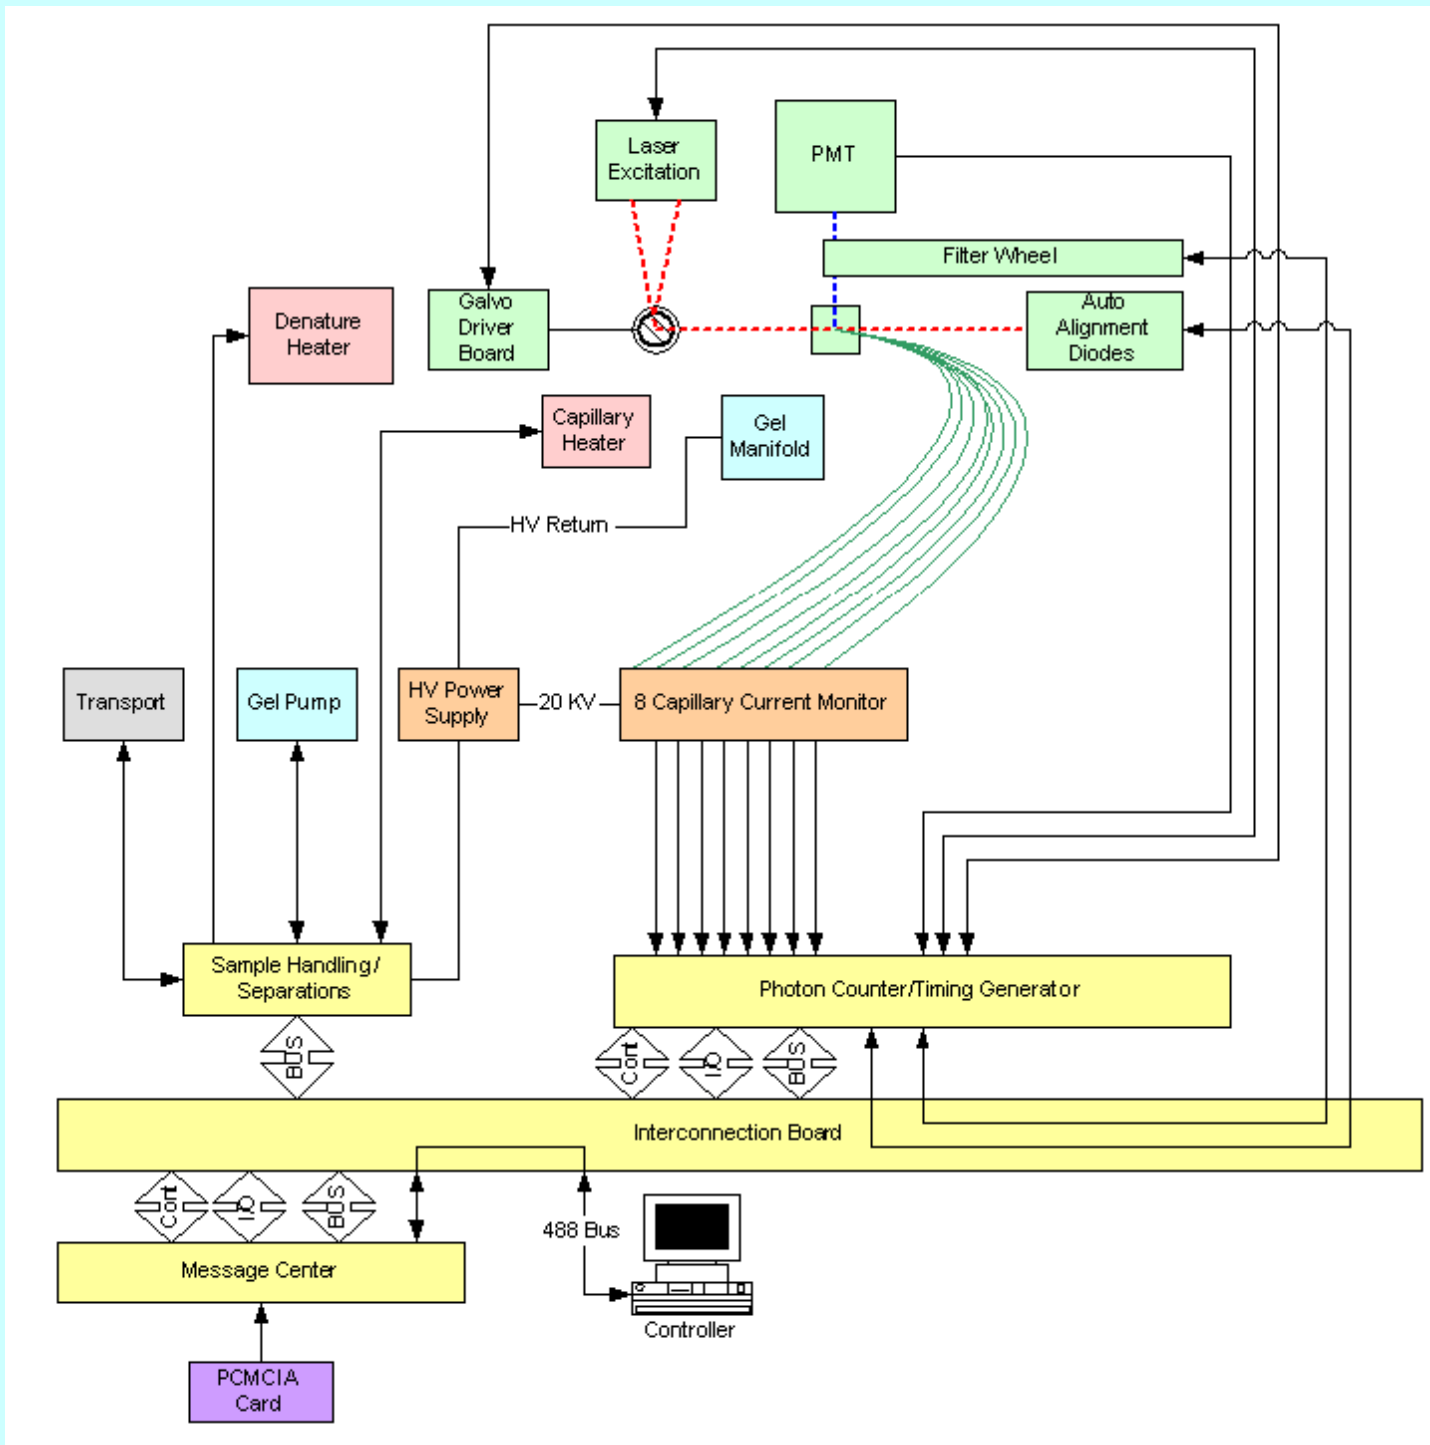 Laser
Excitation
PMT
Filter Wheel
Galvo
Driver
Board
Auto
Alignment
Diodes
Denature
Heater
Capillary
Heater
Gel
Manifold
HV Return
Transport
Gel Pump
HV Power
Supply
20 KV
8 Capillary Current Monitor
Sample Handling/
Separations
Photon Counter/Timing Generator
BUS
Cort
I,Q
BUS
Interconnection Board
Cort
I,Q
BUS
488 Bus
Message Center
Controller
PCMCIA
Card